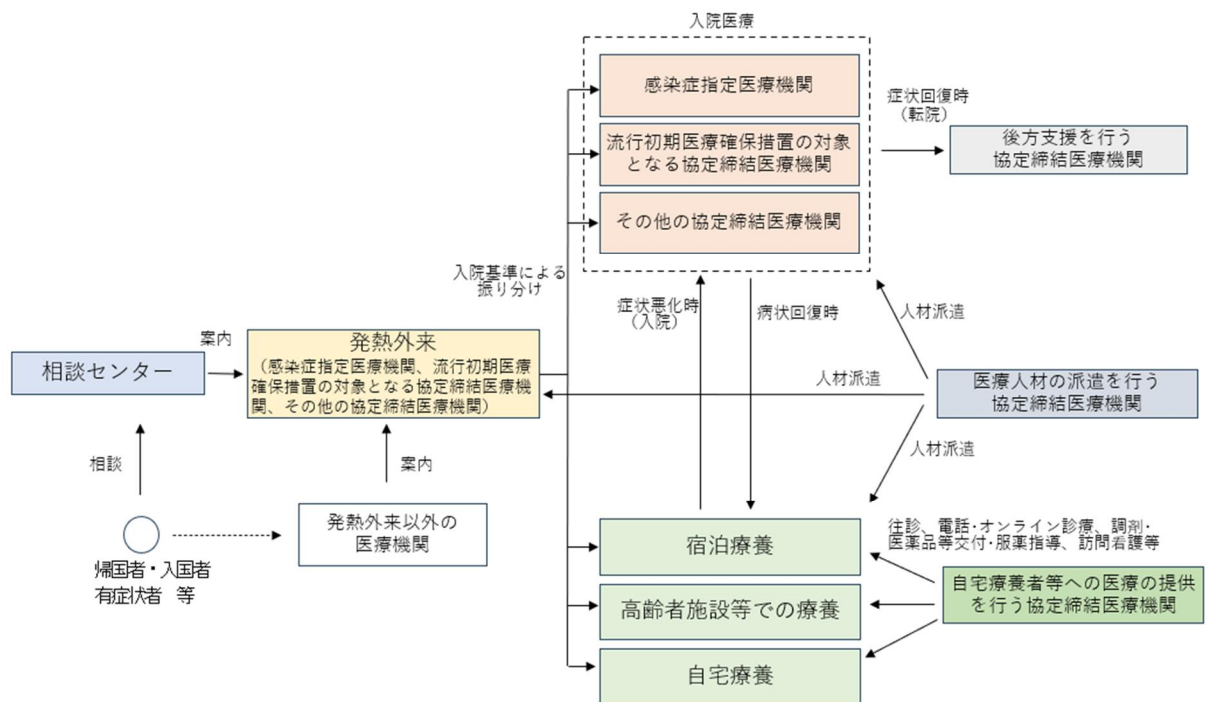 入院医療
感染症指定医療機関
流行初期医療確保措置の対象
となる協定締結医療機関
その他の協定締結医療機関
症状回復時
（転院）
後方支援を行う
協定締結医療機関
入院基準による
振り分け
症状悪化時
（入院）
病状回復時
人材派遣
案内
相談センター
発熱外来
（感染症指定医療機関、流行初期医療
確保措置の対象となる協定締結医療機
関、その他の協定締結医療機関）
人材派遣
医療人材の派遣を行う
協定締結医療機関
人材派遣
相談
案内
発熱外来以外の
医療機関
帰国者・入国者
有症状者　等
宿泊療養
高齢者施設等での療養
自宅療養
往診、電話・オンライン診療、調剤・
医薬品等交付・服薬指導、訪問看護等
自宅療養者等への医療の提供
を行う協定締結医療機関